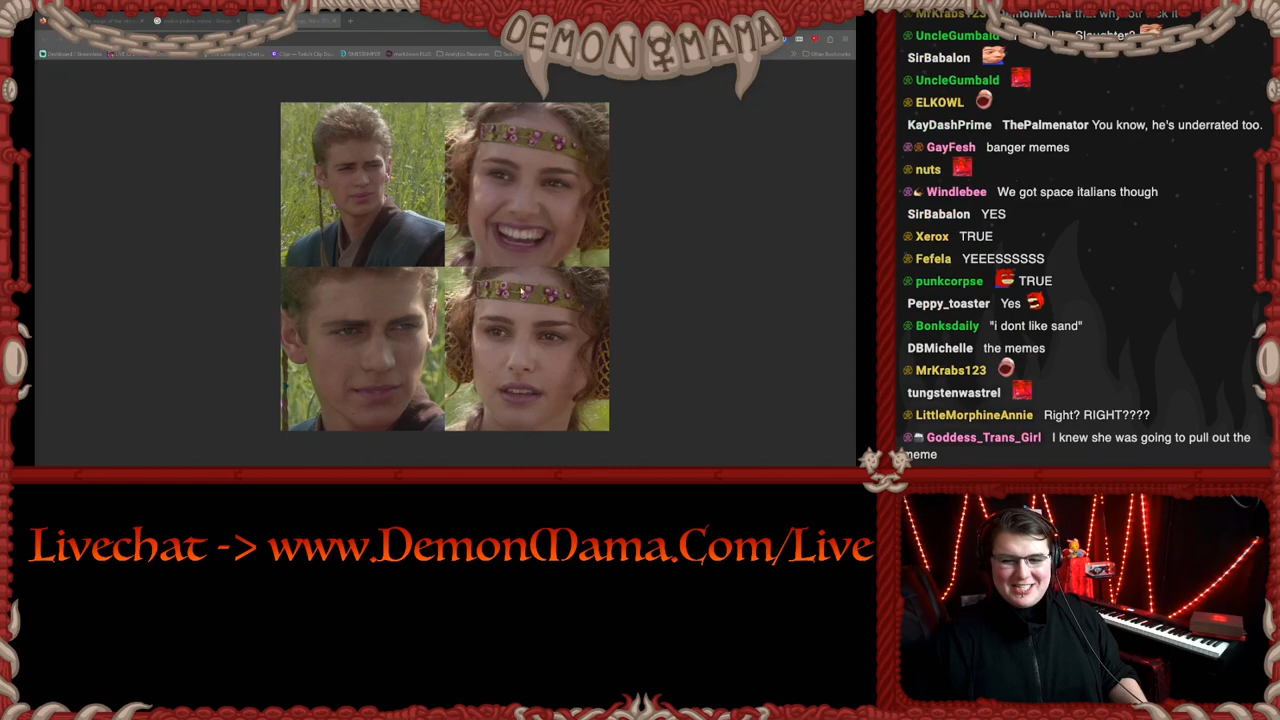 DEMON MAMA
UncleGumbald
SirBabalon
UncleGumbald
ELKOWL
KayDashPrime ThePalmenator You know, he's underrated too.
GayFesh banger memes
nuts
Windlebee We got space italians though
SirBabalon YES
Xerox TRUE
Fefela YEEESSSSSS
punkcorpse TRUE
Peppy_toaster Yes
Bonksdaily "i dont like sand"
DBMichelle the memes
MrKrabs123
tungstenwastrel
LittleMorphineAnnie Right? RIGHT????
Goddess_Trans_Girl I knew she was going to pull out the
meme
Livechat -> www.DemonMama.Com/Live